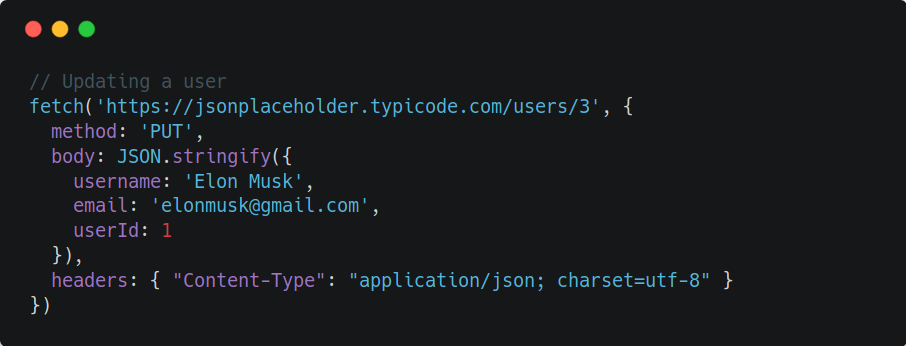 // Updating a user
fetch('https://jsonplaceholder.typicode.com/users/3', {
  method: 'PUT',
  body: JSON.stringify({
    username: 'Elon Musk',
    email: 'elonmusk@gmail.com',
    userId: 1
  }),
  headers: { "Content-Type": "application/json; charset=utf-8" }
})